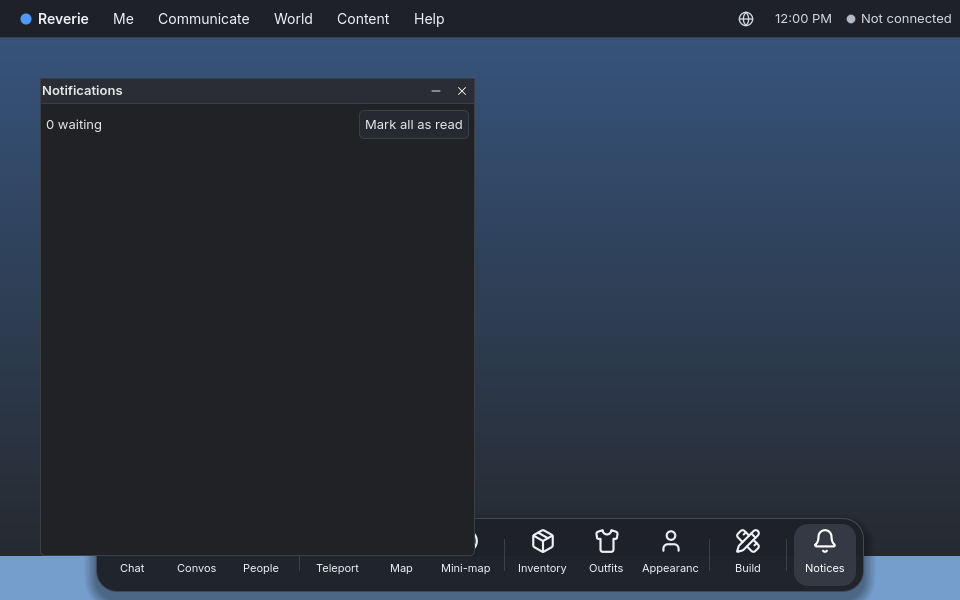 Reverie Me Communicate World Content Help 12:00 PM Not connected
Notifications
0 waiting Mark all as read
Chat Convos People Teleport Map Mini-map Inventory Outfits Appearanc Build Notices